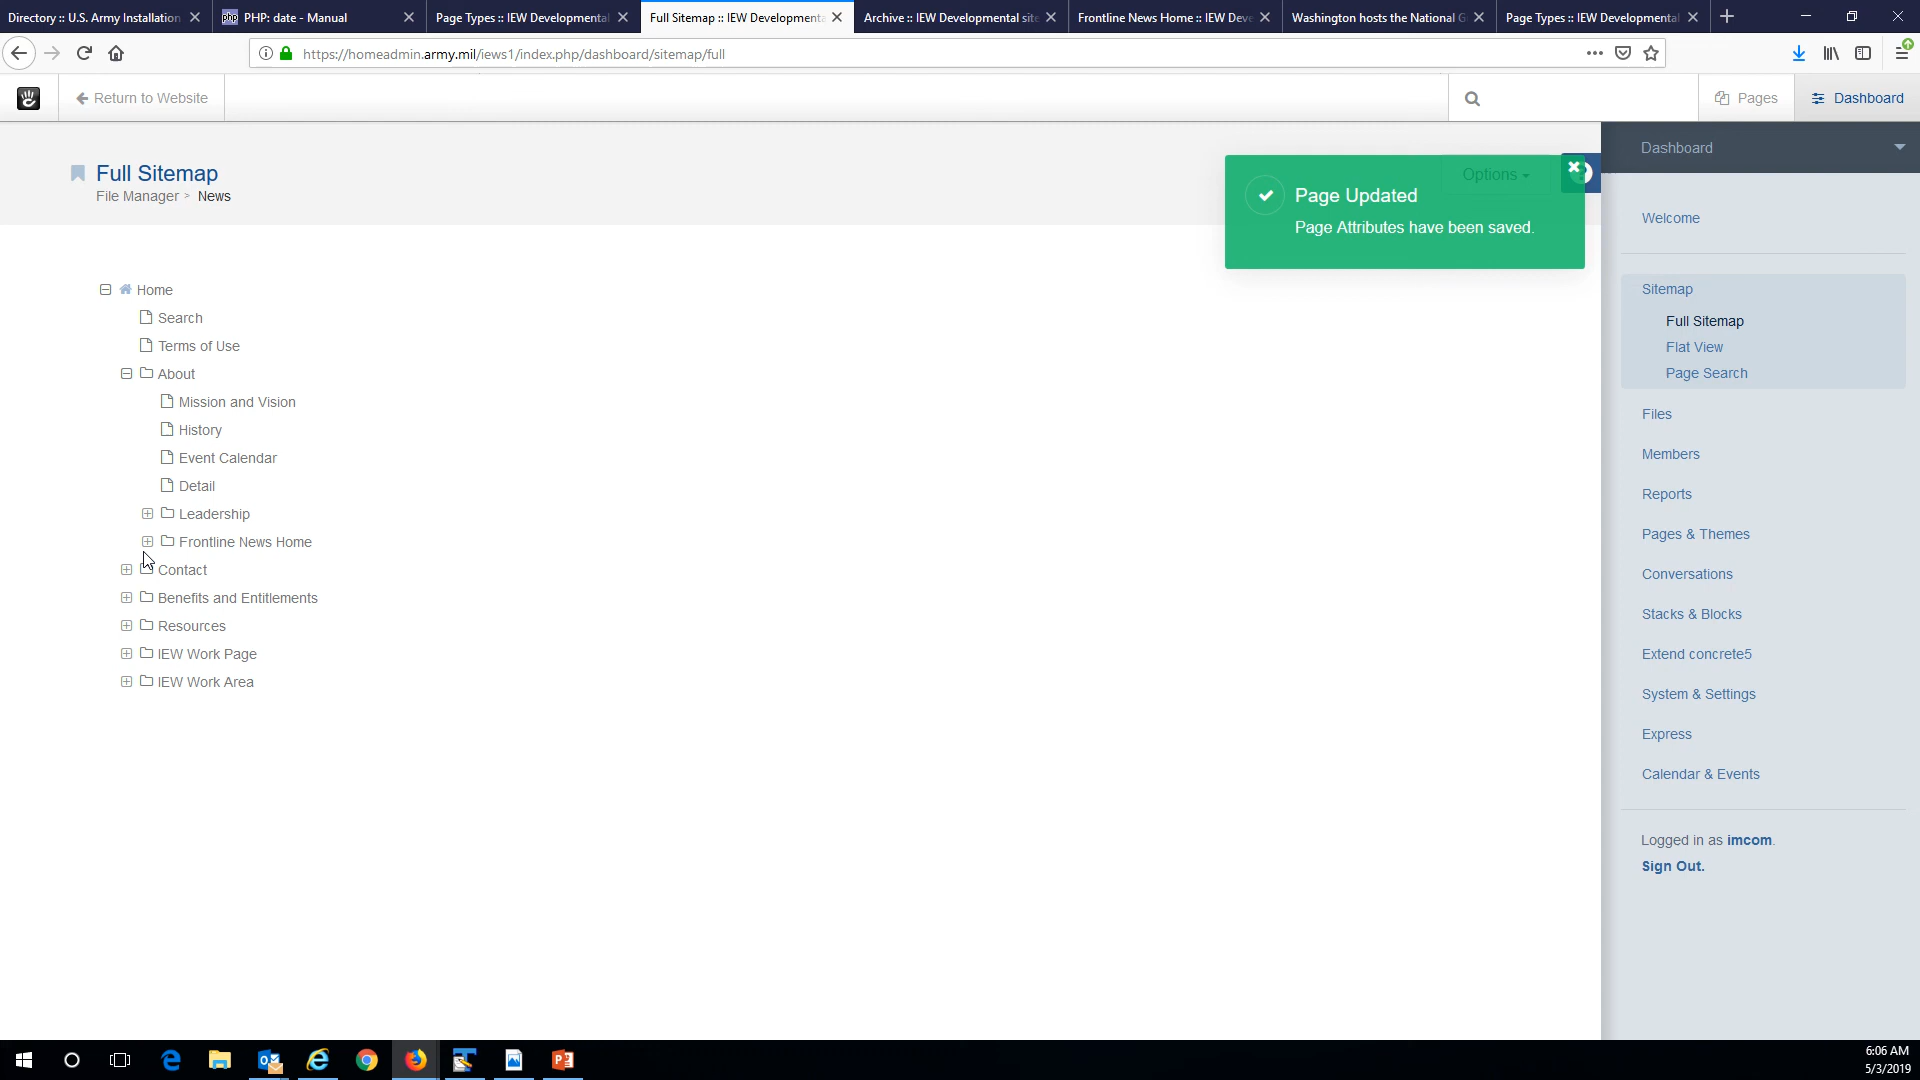 Directory :: U.S. Army Installation
php PHP: date - Manual
Page Types :: IEW Developmental
Full Sitemap :: IEW Developmenta
Archive :: IEW Developmental site
Frontline News Home :: IEW Deve
Washington hosts the National G
Page Types :: IEW Developmental
https://homeadmin.army.mil/iews1/index.php/dashboard/sitemap/full
Return to Website
Pages
Dashboard
Full Sitemap
File Manager > News
Options
Page Updated
Page Attributes have been saved.
Home
Search
Terms of Use
About
Mission and Vision
History
Event Calendar
Detail
Leadership
Frontline News Home
Contact
Benefits and Entitlements
Resources
IEW Work Page
IEW Work Area
Dashboard
Welcome
Sitemap
Full Sitemap
Flat View
Page Search
Files
Members
Reports
Pages & Themes
Conversations
Stacks & Blocks
Extend concrete5
System & Settings
Express
Calendar & Events
Logged in as imcom.
Sign Out.
6:06 AM
5/3/2019